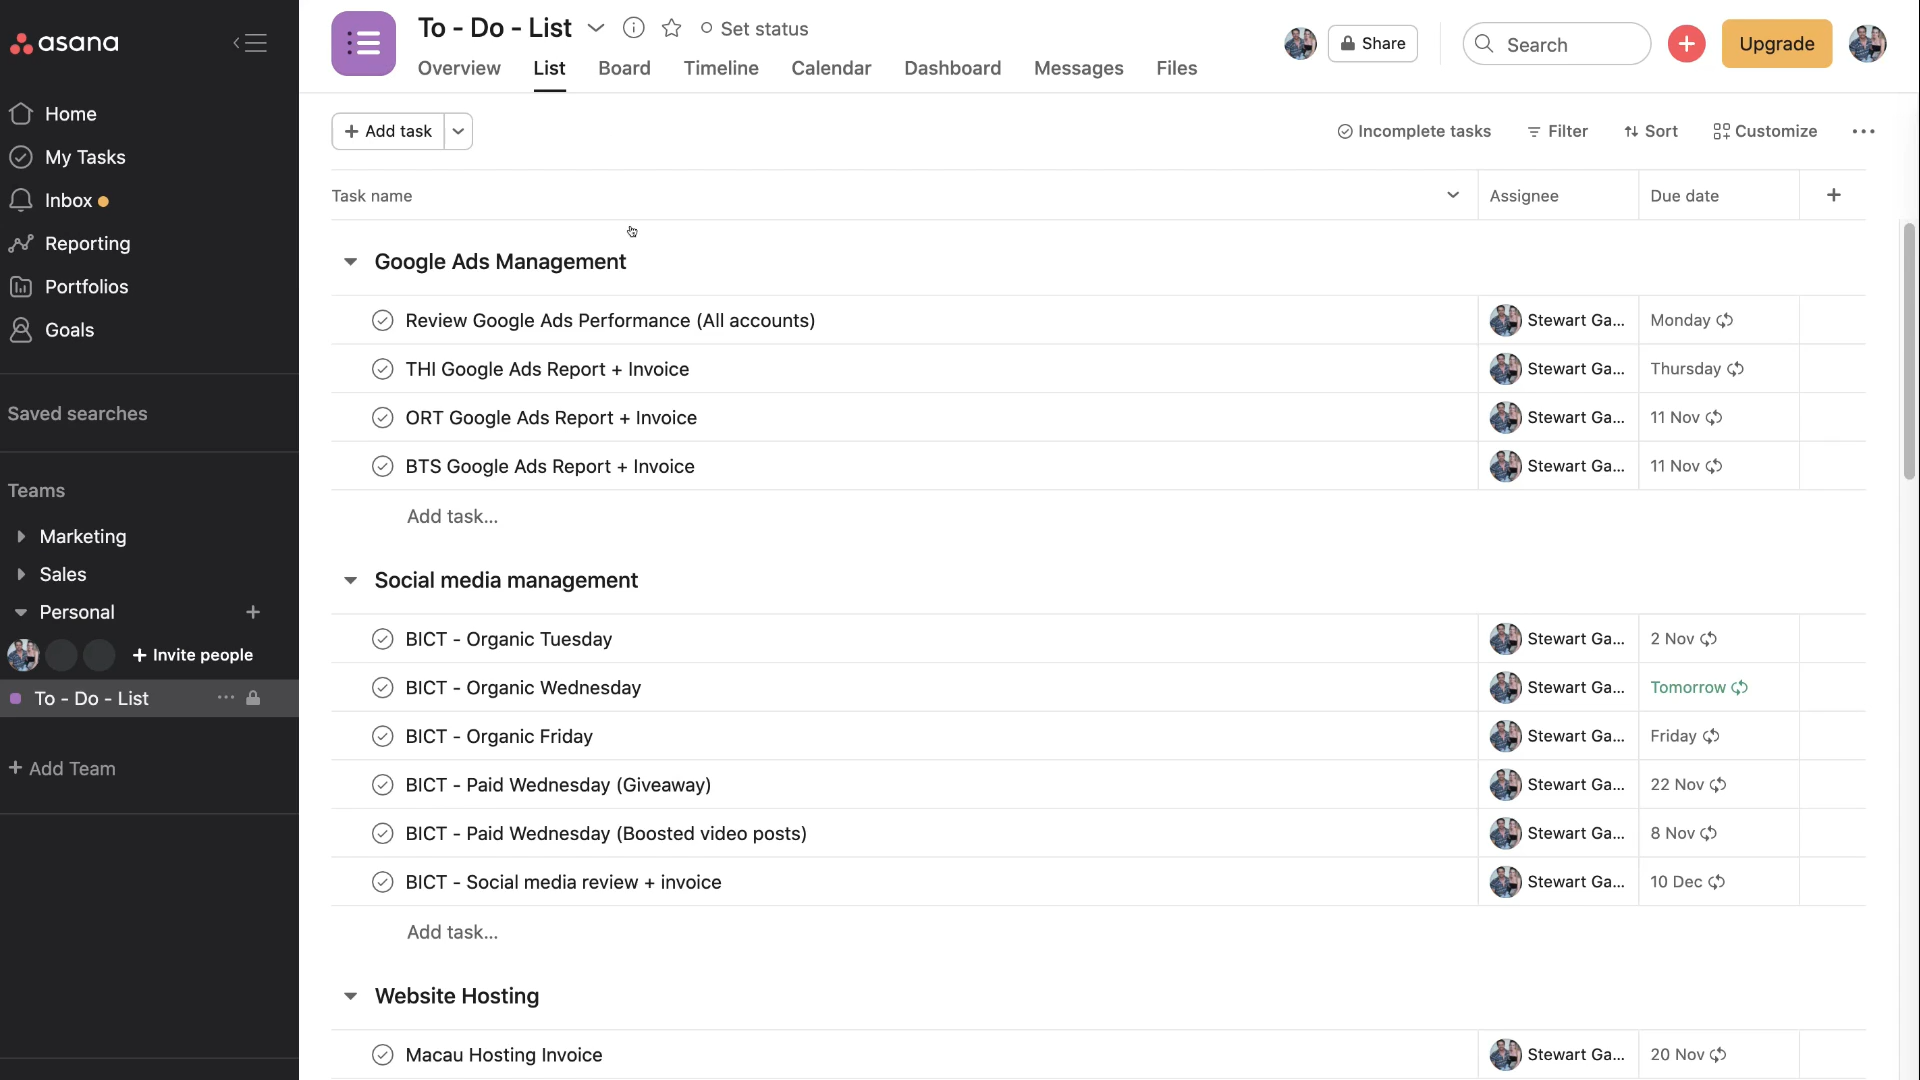 asana
Home
My Tasks
Inbox
Reporting
Portfolios
Goals
Saved searches
Teams
Marketing
Sales
Personal
+
+ Invite people
To - Do - List
+ Add Team
To - Do - List
Set status
Share
Search
Upgrade
Overview
List
Board
Timeline
Calendar
Dashboard
Messages
Files
+ Add task
Incomplete tasks
Filter
Sort
Customize
Task name
Assignee
Due date
+
Google Ads Management
Review Google Ads Performance (All accounts) Stewart Ga... Monday
THI Google Ads Report + Invoice Stewart Ga... Thursday
ORT Google Ads Report + Invoice Stewart Ga... 11 Nov
BTS Google Ads Report + Invoice Stewart Ga... 11 Nov
Add task...
Social media management
BICT - Organic Tuesday Stewart Ga... 2 Nov
BICT - Organic Wednesday Stewart Ga... Tomorrow
BICT - Organic Friday Stewart Ga... Friday
BICT - Paid Wednesday (Giveaway) Stewart Ga... 22 Nov
BICT - Paid Wednesday (Boosted video posts) Stewart Ga... 8 Nov
BICT - Social media review + invoice Stewart Ga... 10 Dec
Add task...
Website Hosting
Macau Hosting Invoice Stewart Ga... 20 Nov